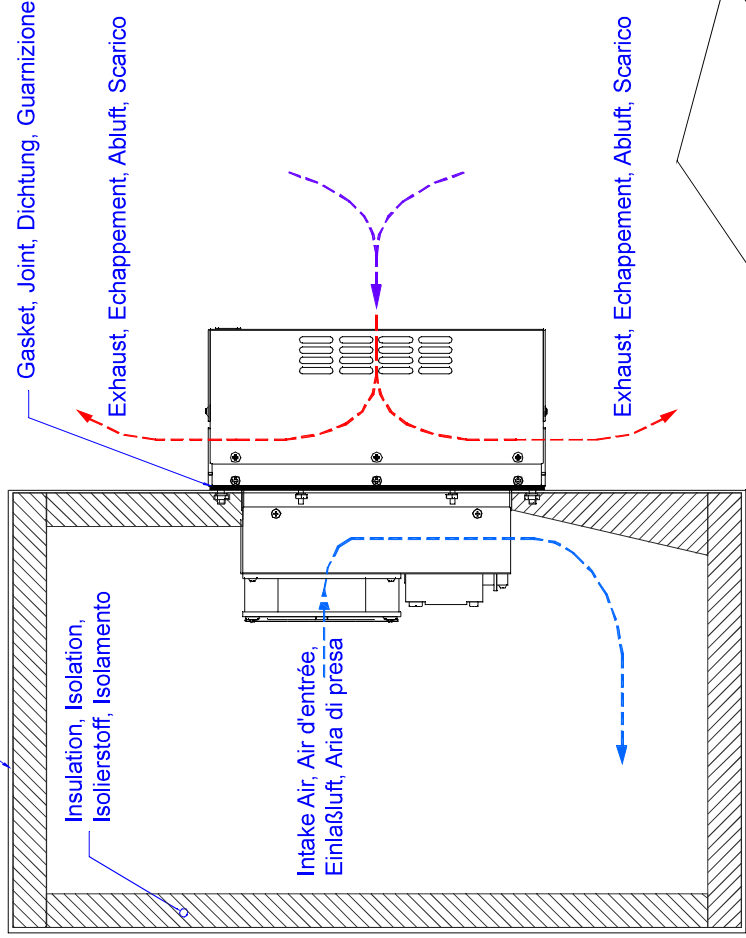 Gasket, Joint, Dichtung, Guarnizione
Exhaust, Echappement, Abluft, Scarico
Exhaust, Echappement, Abluft, Scarico
Insulation, Isolation,
Isolierstoff, Isolamento
Intake Air, Air d'entrée,
Einlaßluft, Aria di presa